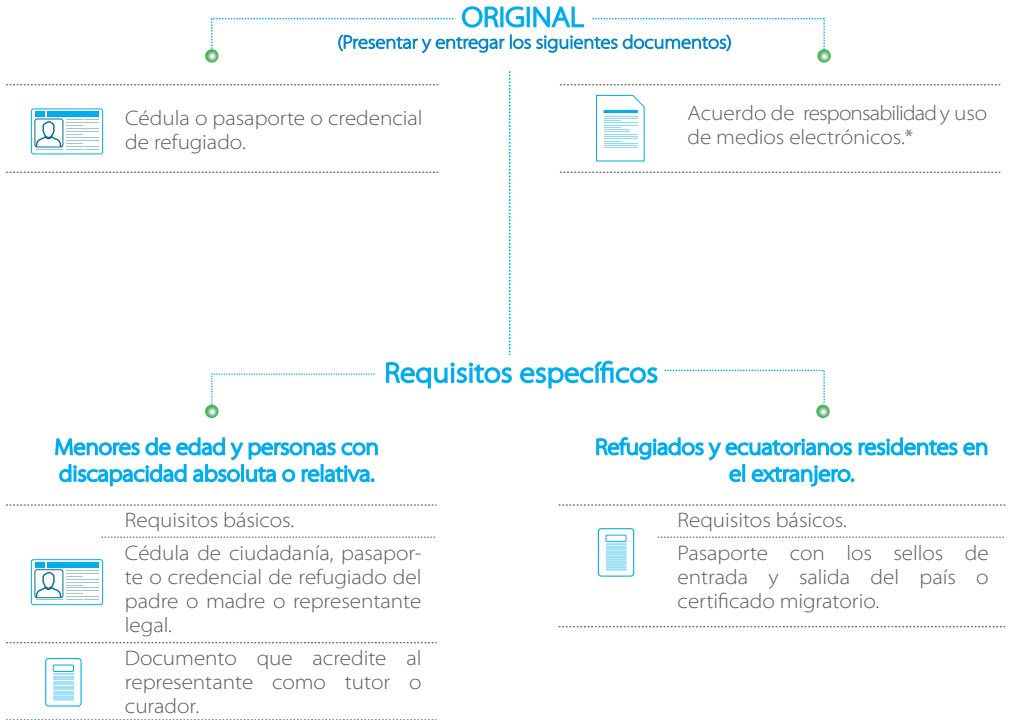 ORIGINAL
(Presentar y entregar los siguientes documentos)
Cédula o pasaporte o credencial
de refugiado.
Acuerdo de responsabilidad y uso
de medios electrónicos.*
Requisitos específicos
Menores de edad y personas con
discapacidad absoluta o relativa.
Requisitos básicos.
Cédula de ciudadanía, pasapor-
te o credencial de refugiado del
padre o madre o representante
legal.
Documento que acredite al
representante como tutor o
curador.
Refugiados y ecuatorianos residentes en
el extranjero.
Requisitos básicos.
Pasaporte con los sellos de
entrada y salida del país o
certificado migratorio.